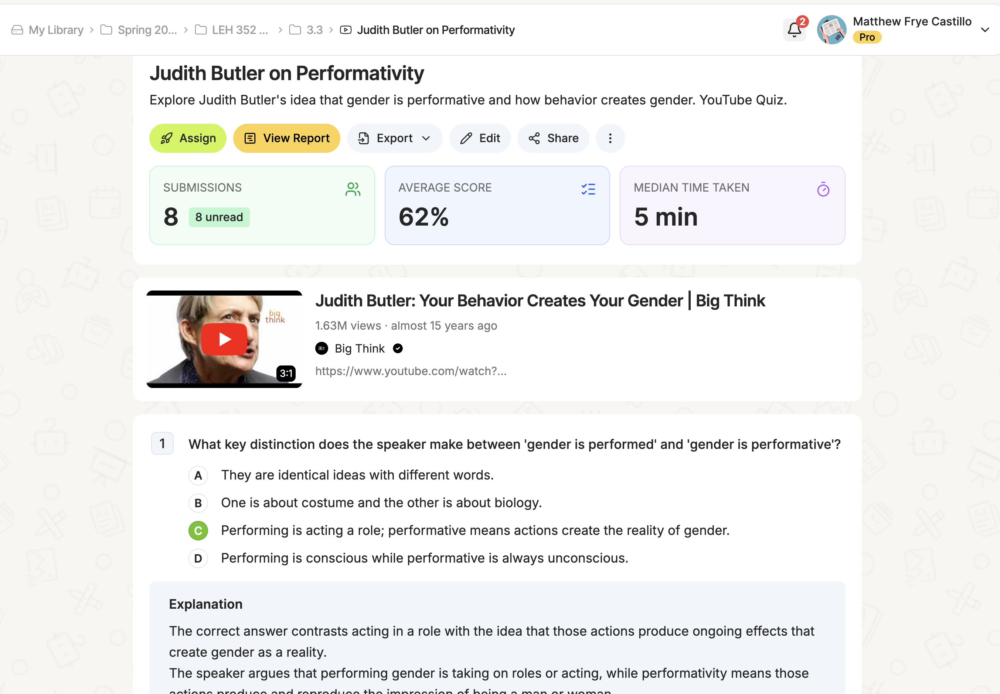 My Library > Spring 20... > LEH 352 ... > 3.3 > Judith Butler on Performativity
2
Matthew Frye Castillo
Pro
Judith Butler on Performativity
Explore Judith Butler's idea that gender is performative and how behavior creates gender. YouTube Quiz.
Assign
View Report
Export
Edit
Share
SUBMISSIONS
8
8 unread
AVERAGE SCORE
62%
MEDIAN TIME TAKEN
5 min
big
think
3:1
Judith Butler: Your Behavior Creates Your Gender | Big Think
1.63M views · almost 15 years ago
Big Think
https://www.youtube.com/watch?...
1
What key distinction does the speaker make between 'gender is performed' and 'gender is performative'?
A They are identical ideas with different words.
B One is about costume and the other is about biology.
C Performing is acting a role; performative means actions create the reality of gender.
D Performing is conscious while performative is always unconscious.
Explanation
The correct answer contrasts acting in a role with the idea that those actions produce ongoing effects that
create gender as a reality.
The speaker argues that performing gender is taking on roles or acting, while performativity means those
actions produce and reproduce the impression of being a man or woman.